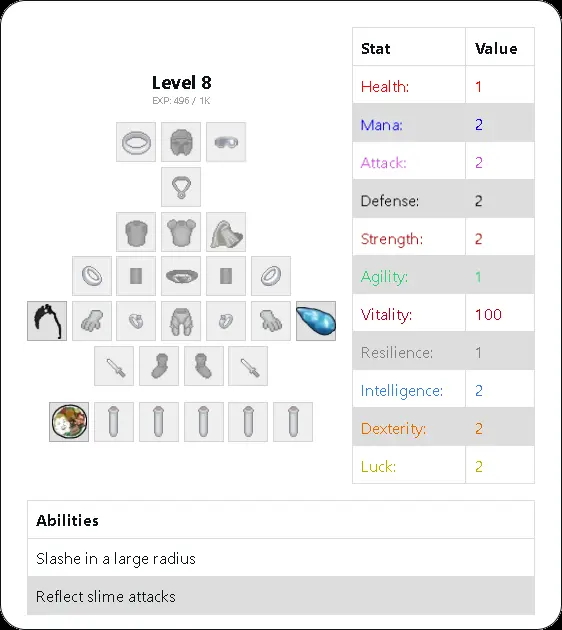 Level 8
EXP: 496 / 1K
Stat Value
Health: 1
Mana: 2
Attack: 2
Defense: 2
Strength: 2
Agility: 1
Vitality: 100
Resilience: 1
Intelligence: 2
Dexterity: 2
Luck: 2
Abilities
Slashe in a large radius
Reflect slime attacks